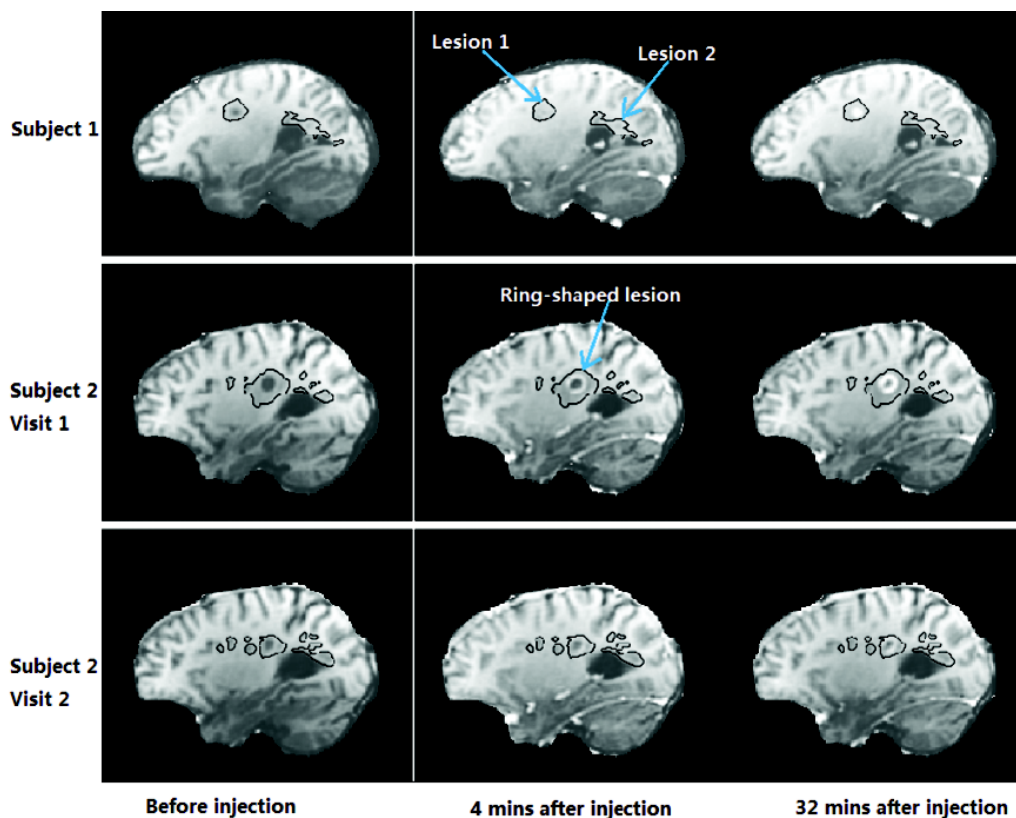 Lesion 1
Lesion 2
Subject 1
Ring-shaped lesion
Subject 2
Visit 1
Subject 2
Visit 2
Before injection
4 mins after injection
32 mins after injection